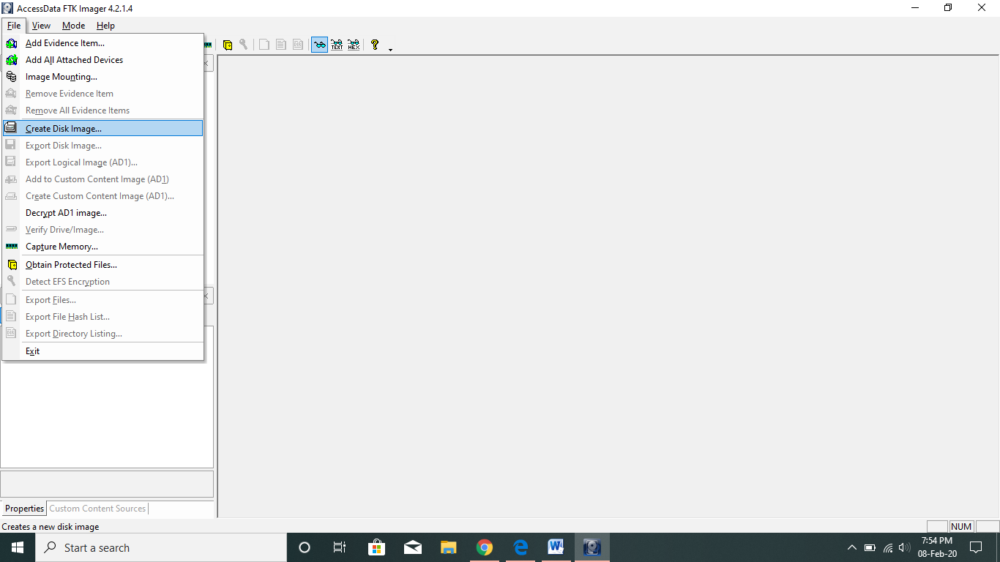 AccessData FTK Imager 4.2.1.4
File View Mode Help
Add Evidence Item...
Add All Attached Devices
Image Mounting...
Remove Evidence Item
Remove All Evidence Items
Create Disk Image...
Export Disk Image...
Export Logical Image (AD1)...
Add to Custom Content Image (AD1)
Create Custom Content Image (AD1)...
Decrypt AD1 image...
Verify Drive/Image...
Capture Memory...
Obtain Protected Files...
Detect EFS Encryption
Export Files...
Export File Hash List...
Export Directory Listing...
Exit
TEXT HEX
DIR
DIR
Properties Custom Content Sources
Creates a new disk image
NUM
Start a search
7:54 PM
08-Feb-20